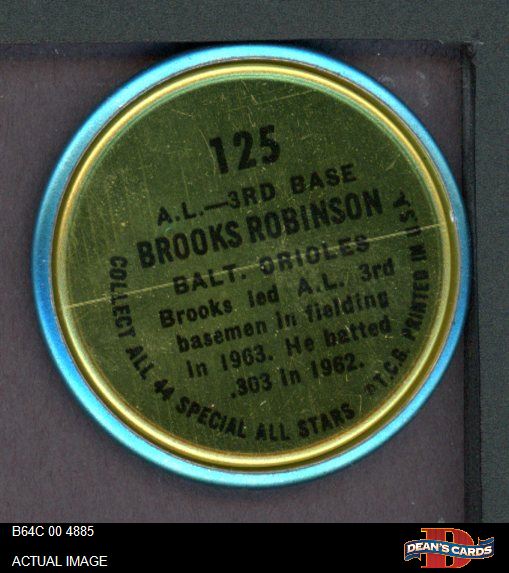 125
A.L.—3RD BASE
BROOKS ROBINSON
BALT. ORIOLES
Brooks led A.L. 3rd
basemen in fielding
in 1963. He batted
.303 in 1962.
COLLECT ALL 44 SPECIAL ALL STARS
©T.C.G. PRINTED IN USA
B64C 00 4885
ACTUAL IMAGE
D
DEAN'S CARDS